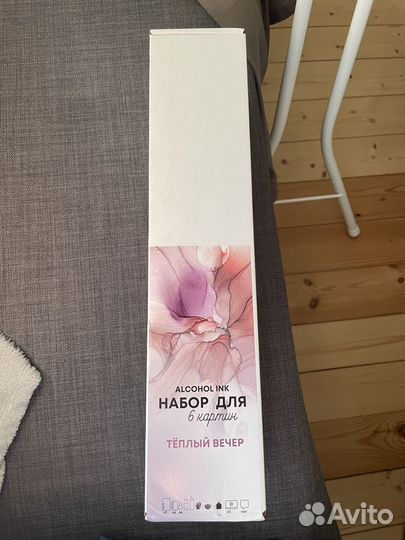 ALCOHOL INK
НАБОР ДЛЯ
6 картин
ТЁПЛЫЙ ВЕЧЕР
Avito